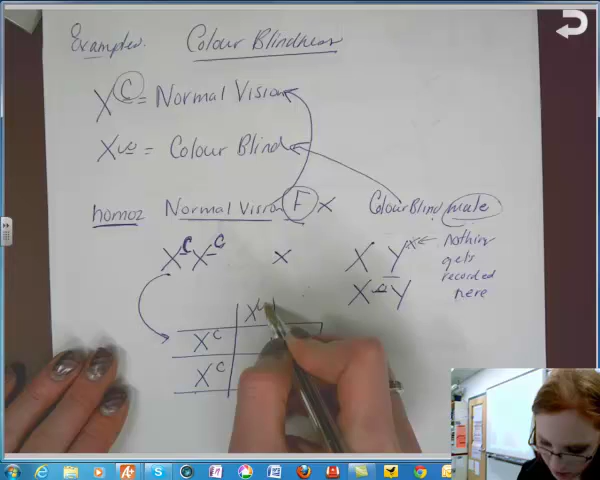 Examples. Colour Blindness
X C = Normal Vision
X c = Colour Blind
homoz Normal Vision F X Colour Blind male
X C X C x X Y x ← Nothing
gets
recorded
here
X c Y
X c
X C
X C